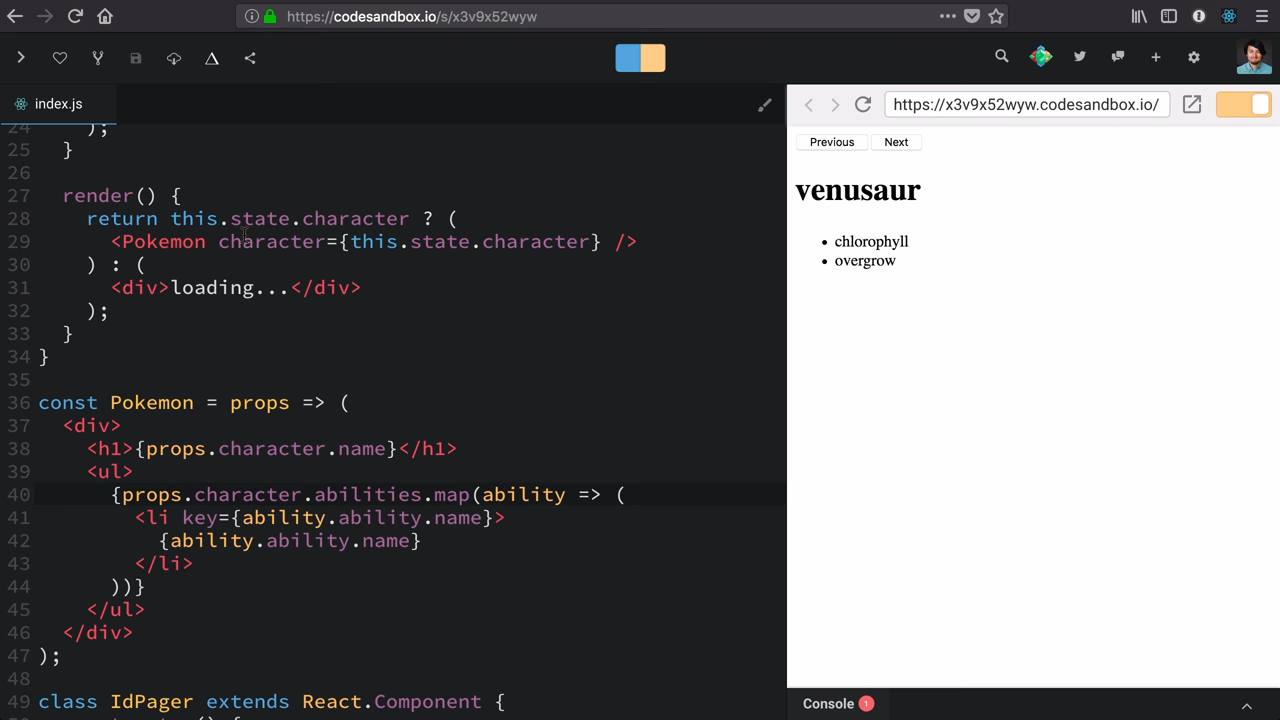 https://codesandbox.io/s/x3v9x52wyw
index.js
https://x3v9x52wyw.codesandbox.io/
24 );
25 }
26
27 render() {
28 return this.state.character ? (
29 <Pokemon character={this.state.character} />
30 ) : (
31 <div>loading...</div>
32 );
33 }
34 }
35
36 const Pokemon = props => (
37 <div>
38 <h1>{props.character.name}</h1>
39 <ul>
40 {props.character.abilities.map(ability => (
41 <li key={ability.ability.name}>
42 {ability.ability.name}
43 </li>
44 ))}
45 </ul>
46 </div>
47 );
48
49 class IdPager extends React.Component {
Previous Next
venusaur
• chlorophyll
• overgrow
Console 1